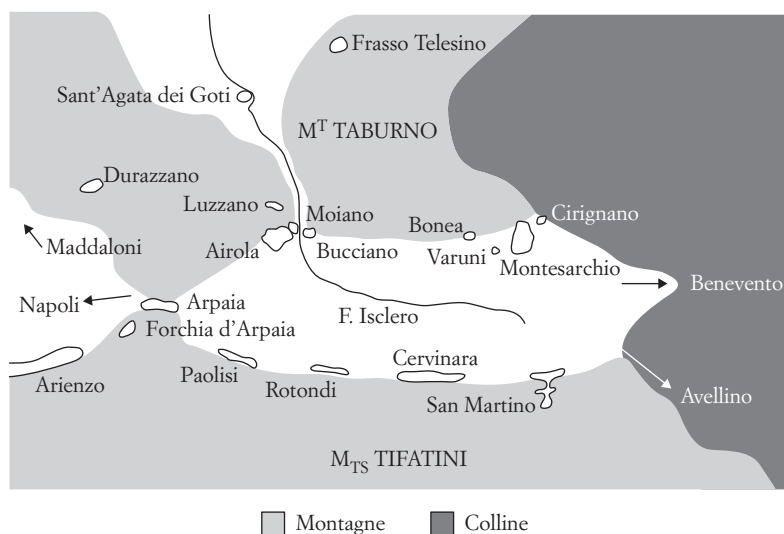 Frasso Telesino
Sant'Agata dei Goti
Mᵀ TABURNO
Durazzano
Luzzano
Moiano
Bonea
Cirignano
Maddaloni
Airola
Bucciano
Varuni
Montesarchio
Napoli
Arpaia
Benevento
Forchia d'Arpaia
F. Isclero
Arienzo
Paolisi
Rotondi
Cervinara
San Martino
Avellino
M_TS TIFATINI
Montagne
Colline